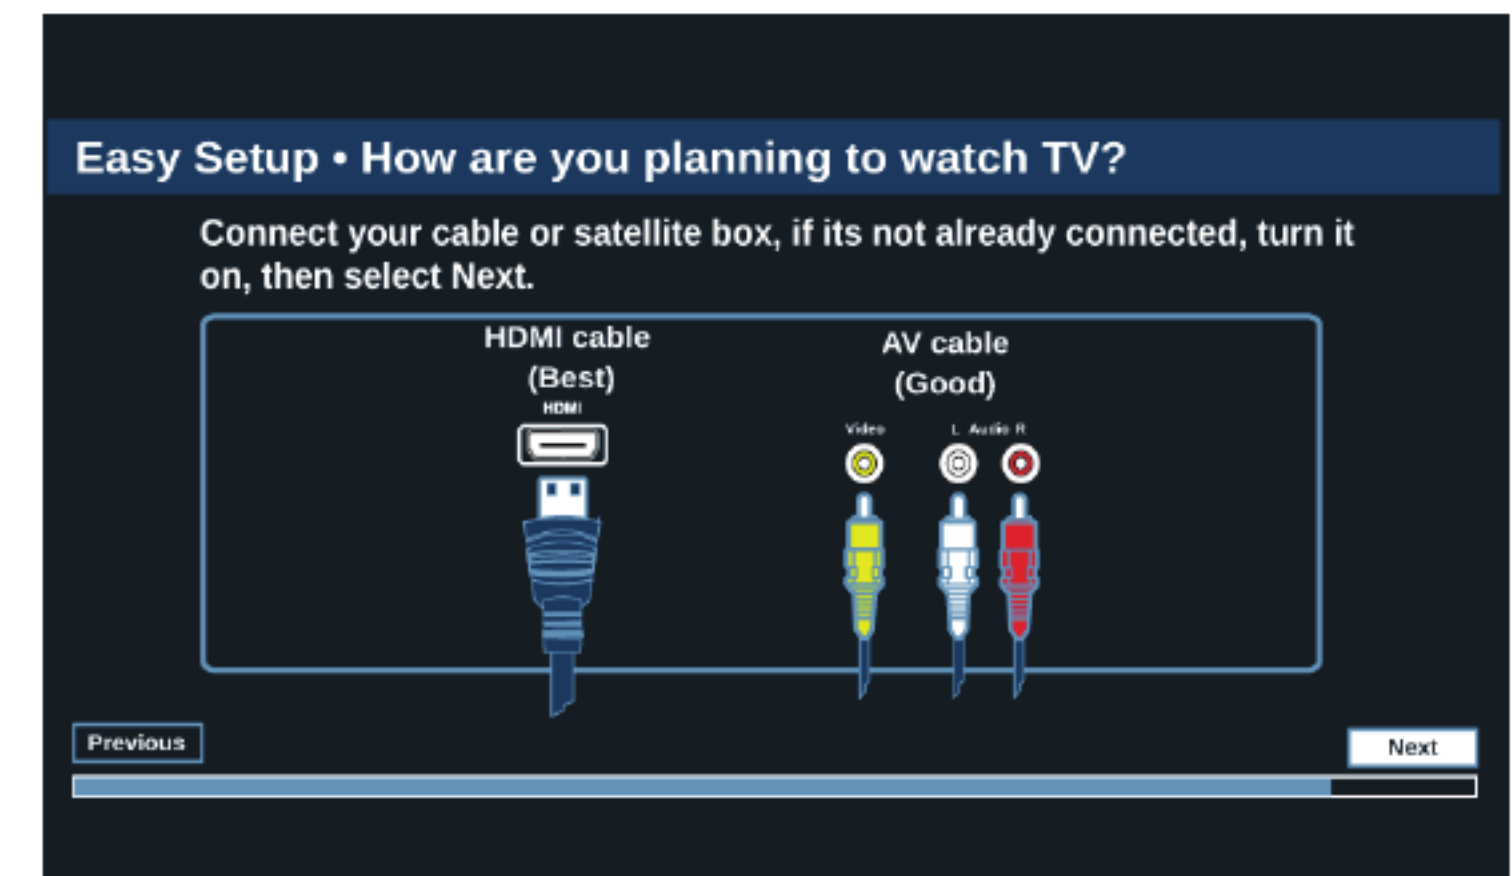 Easy Setup • How are you planning to watch TV?
Connect your cable or satellite box, if its not already connected, turn it
on, then select Next.
HDMI cable
(Best)
HDMI
AV cable
(Good)
Video
L Audio R
Previous
Next